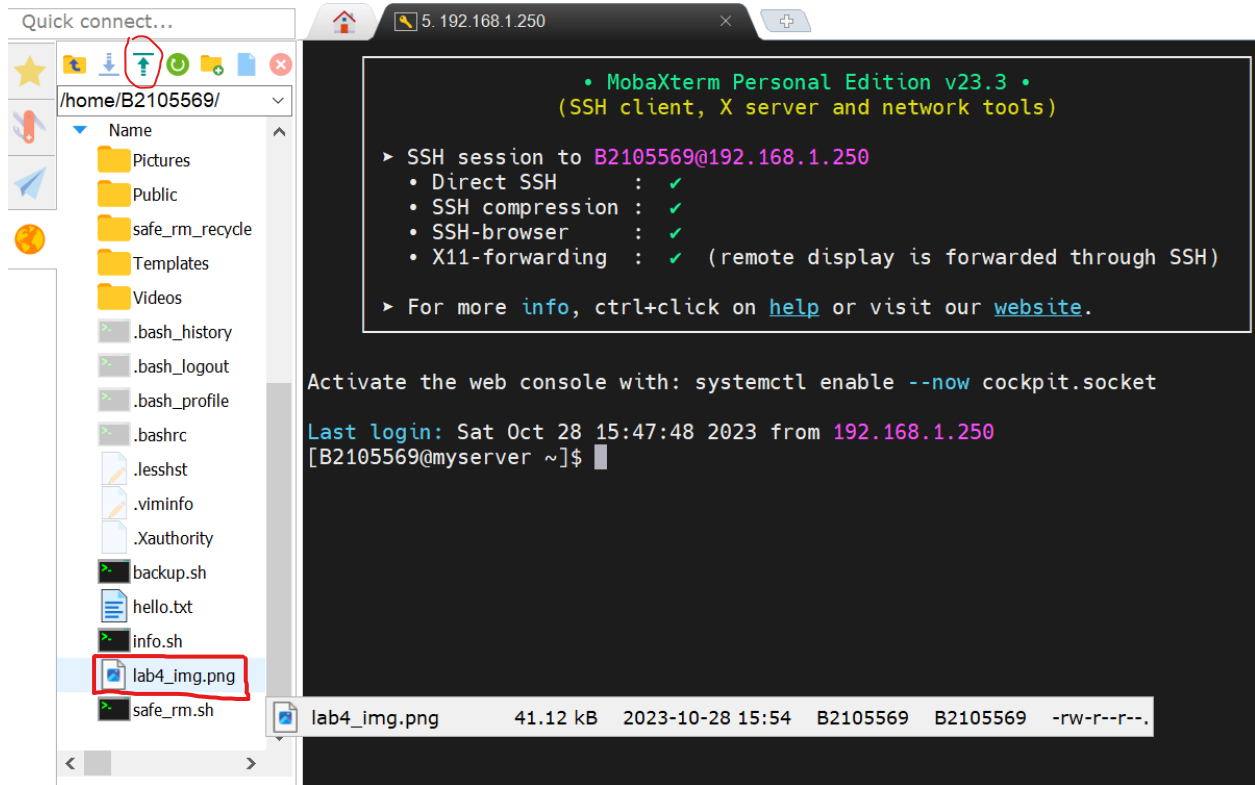 Quick connect...
5. 192.168.1.250
/home/B2105569/
Name
Pictures
Public
safe_rm_recycle
Templates
Videos
.bash_history
.bash_logout
.bash_profile
.bashrc
.lesshst
.viminfo
.Xauthority
backup.sh
hello.txt
info.sh
lab4_img.png
safe_rm.sh
• MobaXterm Personal Edition v23.3 •
(SSH client, X server and network tools)
➤ SSH session to B2105569@192.168.1.250
• Direct SSH : ✔
• SSH compression : ✔
• SSH-browser : ✔
• X11-forwarding : ✔ (remote display is forwarded through SSH)
➤ For more info, ctrl+click on help or visit our website.
Activate the web console with: systemctl enable --now cockpit.socket
Last login: Sat Oct 28 15:47:48 2023 from 192.168.1.250
[B2105569@myserver ~]$
lab4_img.png 41.12 kB 2023-10-28 15:54 B2105569 B2105569 -rw-r--r--.